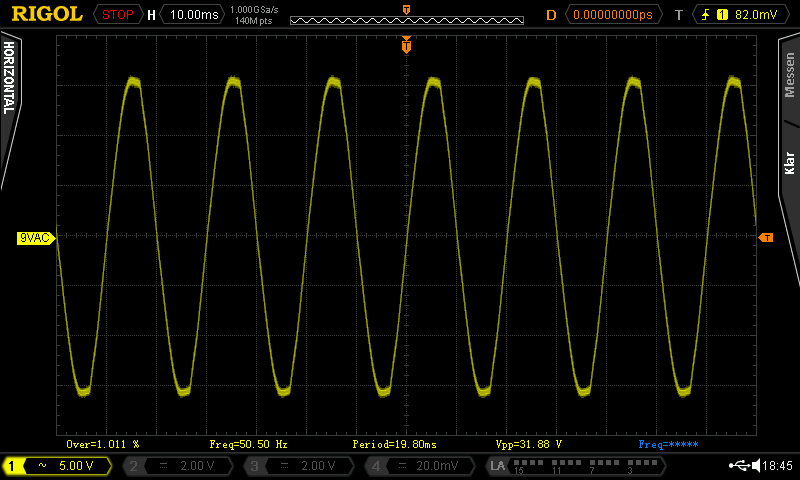 RIGOL STOP H 10.00ms 1.000GSa/s 140M pts T D 0.00000000ps T 1 82.0mV
HORIZONTAL
T
Messen
Klar
9VAC
T
Over=1.011 % Freq=50.50 Hz Period=19.80ms Vpp=31.88 V Freq=*****
1 ~ 5.00 V 2 2.00 V 3 2.00 V 4 20.0mV LA 15 11 7 3 18:45